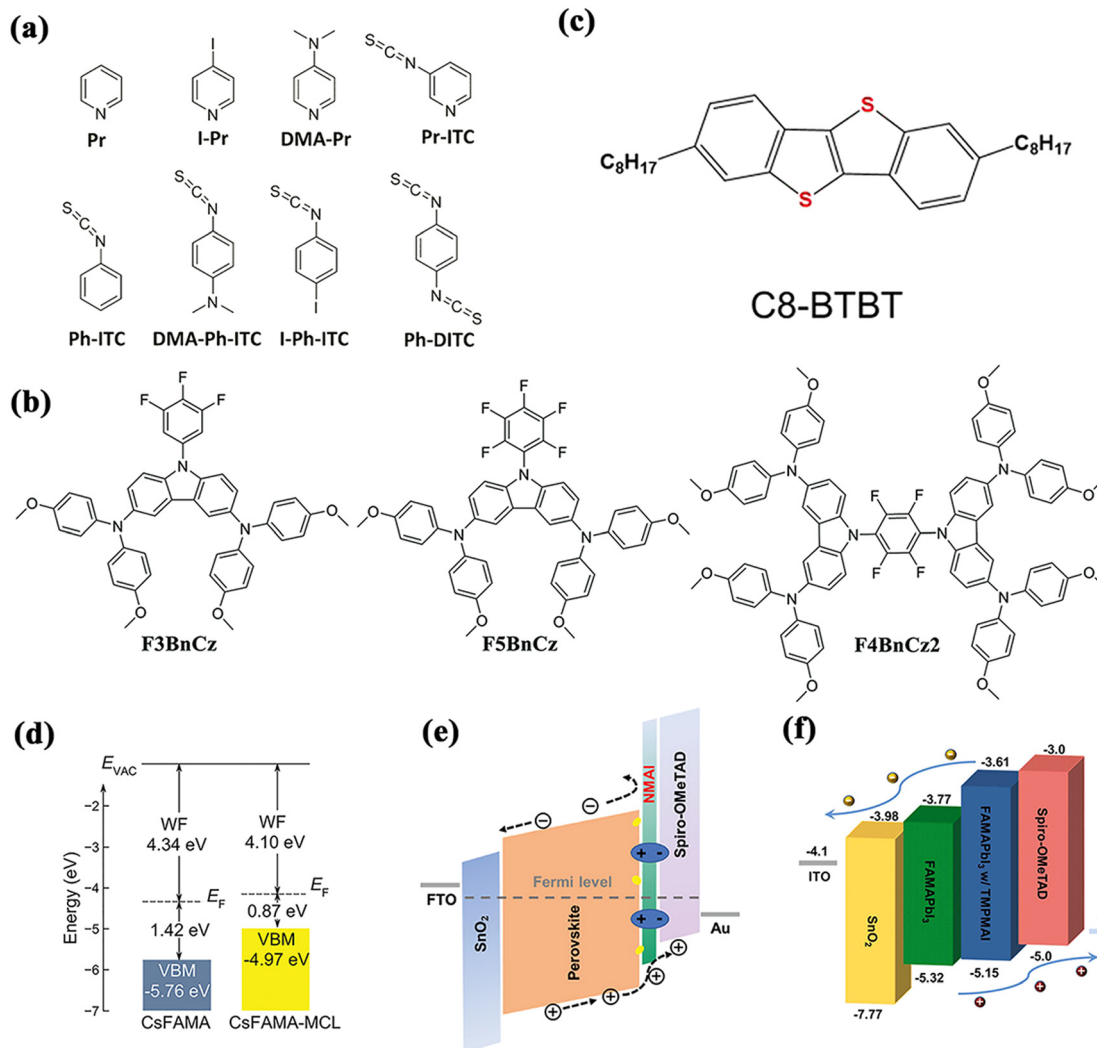 (a)
I
N
N
N
N
S
C
N
N
Pr
I-Pr
DMA-Pr
Pr-ITC
S
C
N
S
C
N
N
S
C
N
I
S
C
N
N
C
S
Ph-ITC
DMA-Ph-ITC
I-Ph-ITC
Ph-DITC
(c)
S
S
C8H17
C8H17
C8-BTBT
(b)
F
F
F
N
N
N
O
O
O
O
F3BnCz
F
F
F
F
F
N
N
N
O
O
O
O
F5BnCz
O
O
O
O
N
N
F
F
N
N
F
F
N
N
O
O
O
O
F4BnCz2
(d)
EVAC
Energy (eV)
-2
-3
-4
-5
-6
-7
WF
4.34 eV
EF
1.42 eV
VBM
-5.76 eV
CsFAMA
WF
4.10 eV
EF
0.87 eV
VBM
-4.97 eV
CsFAMA-MCL
(e)
FTO
SnO2
Perovskite
Fermi level
NMAI
Spiro-OMeTAD
Au
− −
+ -
+ -
+ + +
(f)
-4.1
ITO
-3.98
SnO2
-7.77
-3.77
FAMAPbI3
-5.32
-3.61
FAMAPbI3 w/ TMPMAI
-5.15
-3.0
Spiro-OMeTAD
-5.0
+ + +